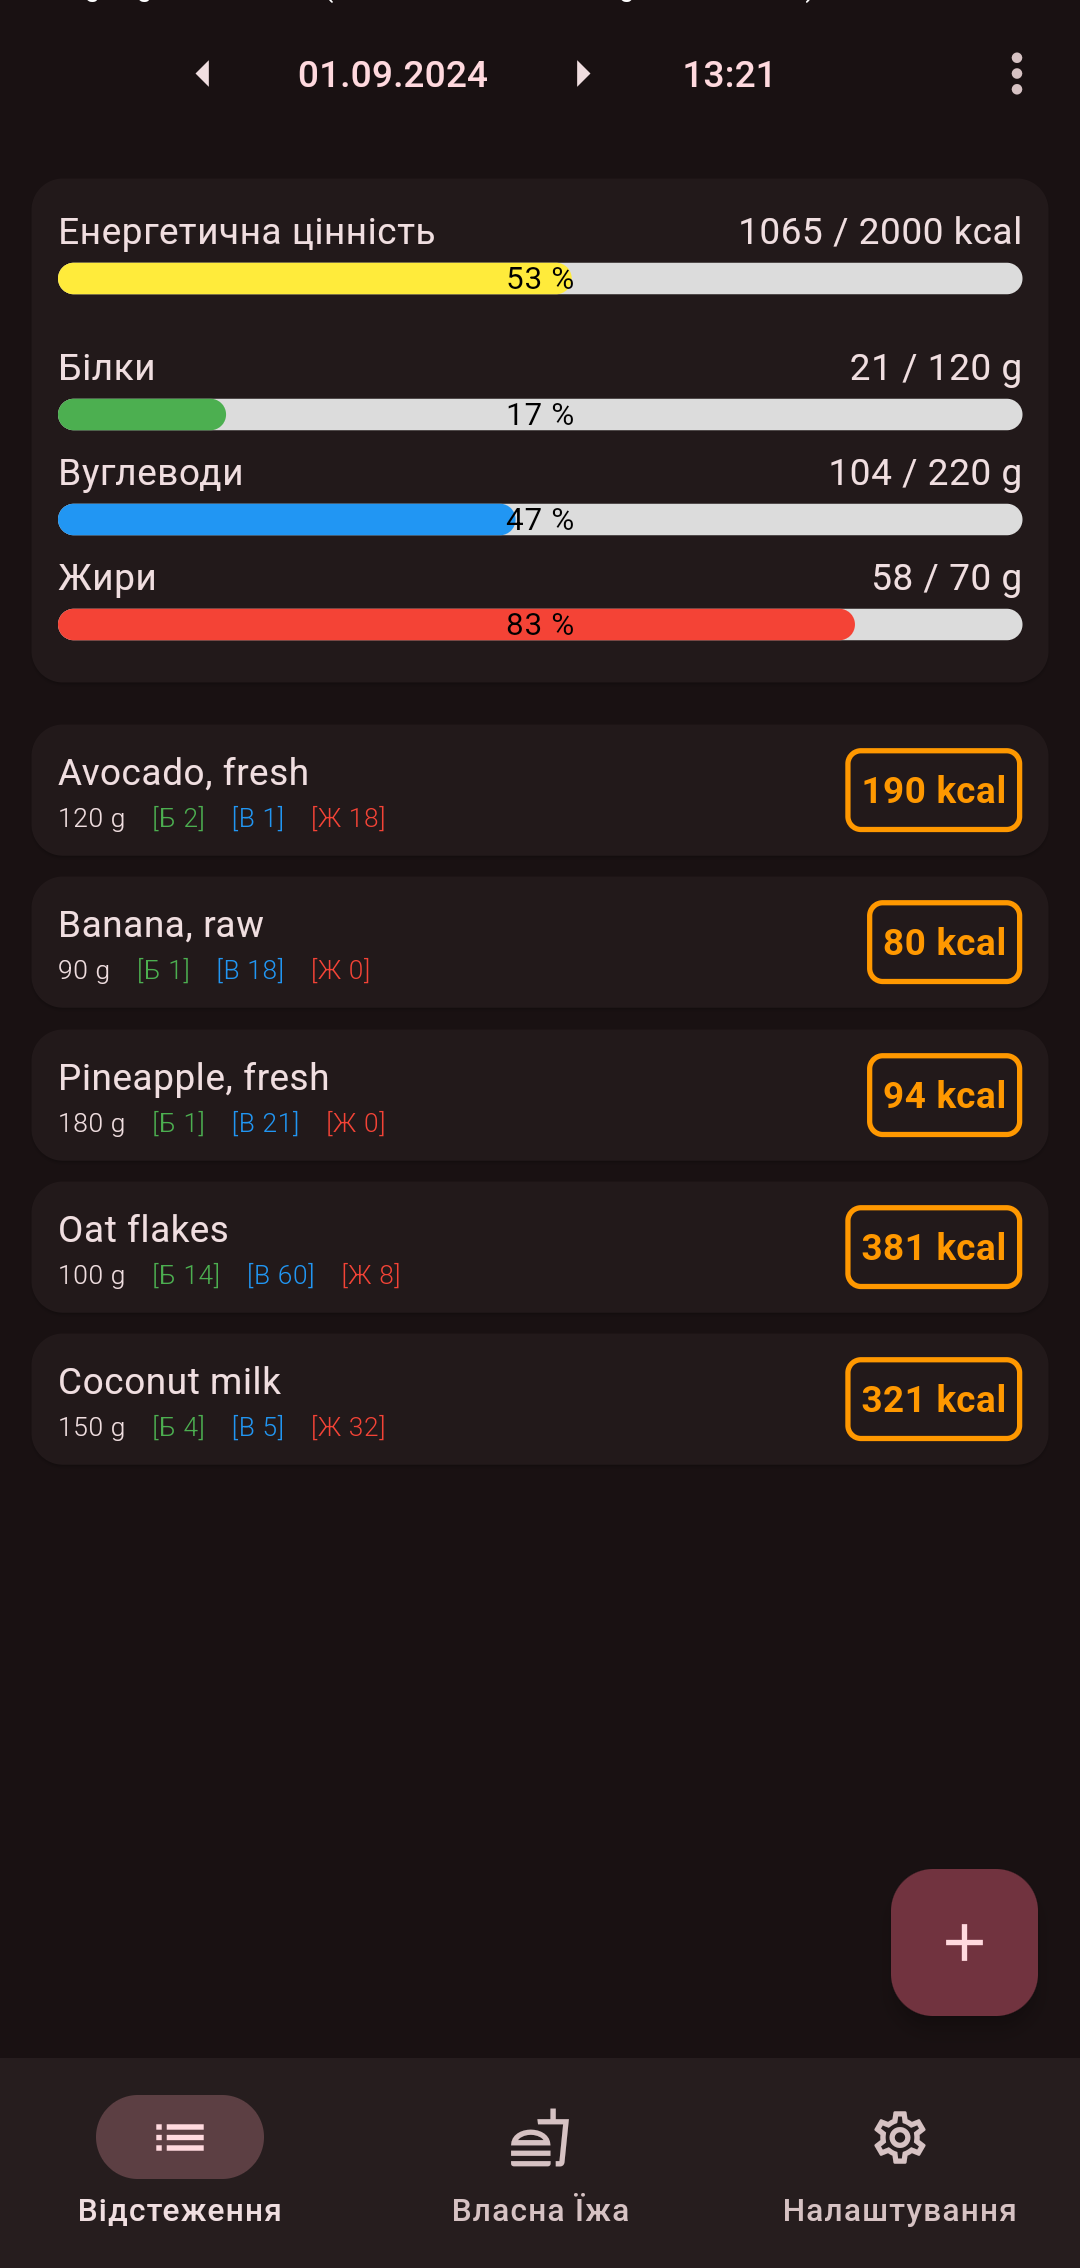 01.09.2024 13:21
Енергетична цінність 1065 / 2000 kcal
53 %
Білки 21 / 120 g
17 %
Вуглеводи 104 / 220 g
47 %
Жири 58 / 70 g
83 %
Avocado, fresh 190 kcal
120 g [Б 2] [В 1] [Ж 18]
Banana, raw 80 kcal
90 g [Б 1] [В 18] [Ж 0]
Pineapple, fresh 94 kcal
180 g [Б 1] [В 21] [Ж 0]
Oat flakes 381 kcal
100 g [Б 14] [В 60] [Ж 8]
Coconut milk 321 kcal
150 g [Б 4] [В 5] [Ж 32]
Відстеження Власна Їжа Налаштування